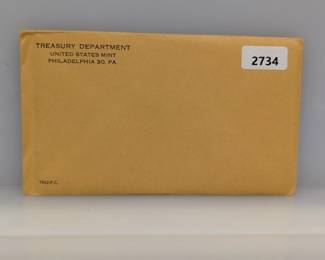 TREASURY DEPARTMENT
UNITED STATES MINT
PHILADELPHIA 30, PA.
2734